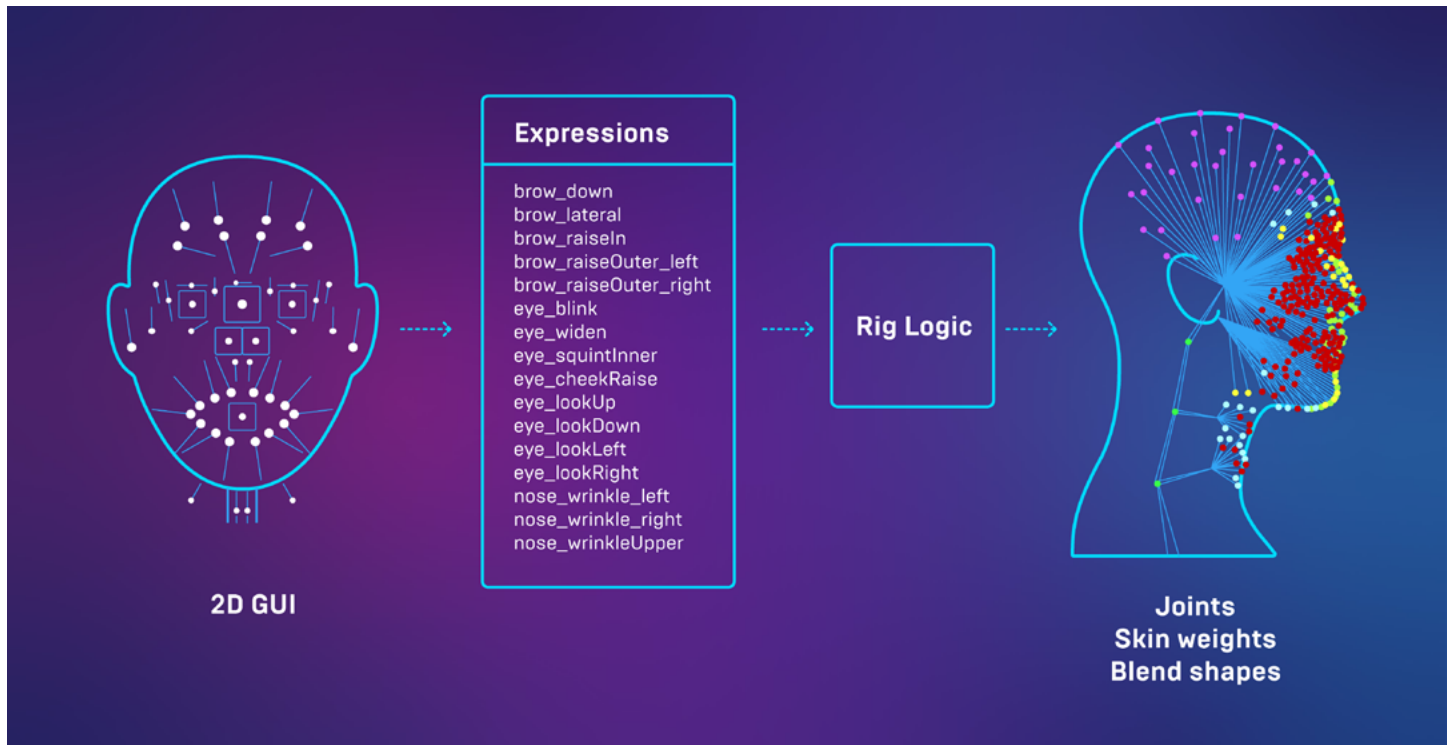 2D GUI
Expressions
brow_down
brow_lateral
brow_raiseIn
brow_raiseOuter_left
brow_raiseOuter_right
eye_blink
eye_widen
eye_squintInner
eye_cheekRaise
eye_lookUp
eye_lookDown
eye_lookLeft
eye_lookRight
nose_wrinkle_left
nose_wrinkle_right
nose_wrinkleUpper
Rig Logic
Joints
Skin weights
Blend shapes